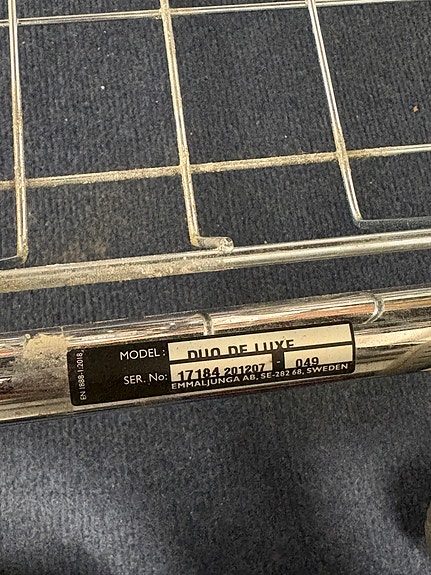 EN 1888-1:2018
MODEL: DUO DE LUXE
SER. No: 17184 201207 - 049
EMMALJUNGA AB, SE-282 68, SWEDEN